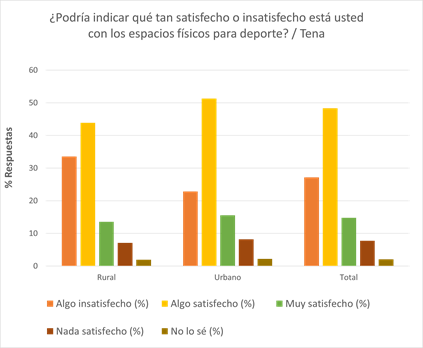 ¿Podría indicar qué tan satisfecho o insatisfecho está usted
con los espacios físicos para deporte? / Tena
% Respuestas
60
50
40
30
20
10
0
Rural Urbano Total
Algo insatisfecho (%) Algo satisfecho (%) Muy satisfecho (%)
Nada satisfecho (%) No lo sé (%)